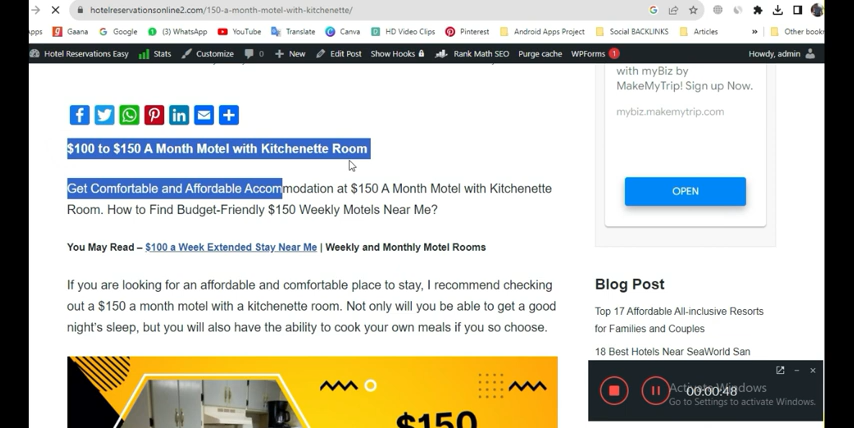 hotelreservationsonline2.com/150-a-month-motel-with-kitchenette/
pps Gaana Google (3) WhatsApp YouTube Translate Canva HD Video Clips Pinterest Android Apps Project Social BACKLINKS Articles » Other book
Hotel Reservations Easy Stats Customize 0 New Edit Post Show Hooks Rank Math SEO Purge cache WPForms 1 Howdy, admin
with myBiz by
MakeMyTrip! Sign up Now.
mybiz.makemytrip.com
OPEN
$100 to $150 A Month Motel with Kitchenette Room
Get Comfortable and Affordable Accommodation at $150 A Month Motel with Kitchenette
Room. How to Find Budget-Friendly $150 Weekly Motels Near Me?
You May Read – $100 a Week Extended Stay Near Me | Weekly and Monthly Motel Rooms
If you are looking for an affordable and comfortable place to stay, I recommend checking
out a $150 a month motel with a kitchenette room. Not only will you be able to get a good
night's sleep, but you will also have the ability to cook your own meals if you so choose.
$150
Blog Post
Top 17 Affordable All-inclusive Resorts
for Families and Couples
18 Best Hotels Near SeaWorld San
00:00:48
Activate Windows
Go to Settings to activate Windows.